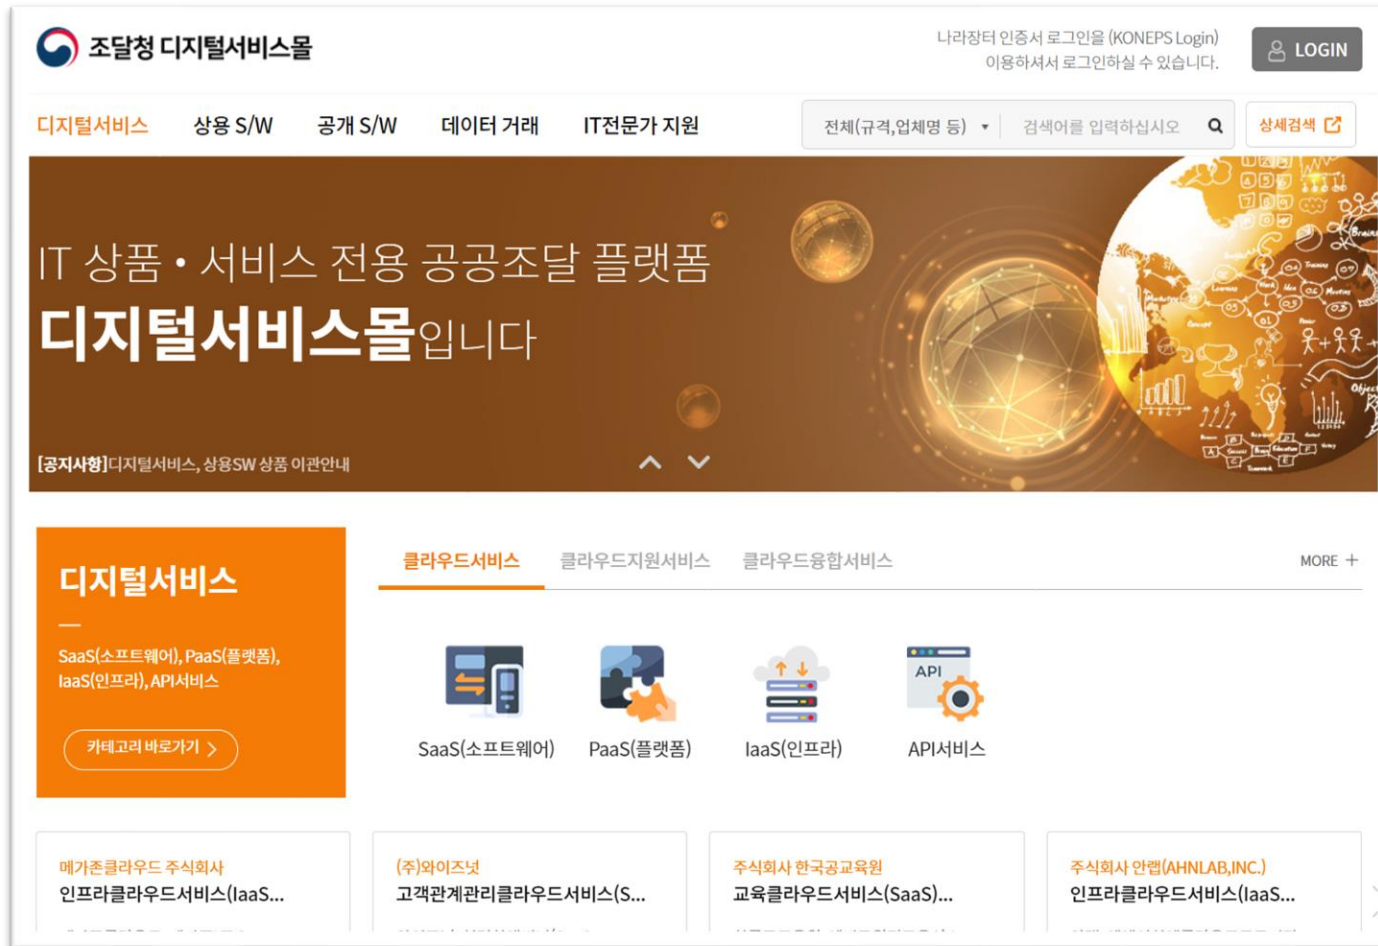 조달청 디지털서비스몰
나라장터 인증서 로그인을 (KONEPS Login)
이용하셔서 로그인하실 수 있습니다.
LOGIN
디지털서비스 상용 S/W 공개 S/W 데이터 거래 IT전문가 지원
전체(규격,업체명 등) 검색어를 입력하십시오 상세검색
IT 상품 • 서비스 전용 공공조달 플랫폼
디지털서비스몰입니다
[공지사항]디지털서비스, 상용SW 상품 이관안내
디지털서비스
SaaS(소프트웨어), PaaS(플랫폼),
IaaS(인프라), API서비스
카테고리 바로가기 >
클라우드서비스 클라우드지원서비스 클라우드융합서비스 MORE +
API
SaaS(소프트웨어) PaaS(플랫폼) IaaS(인프라) API서비스
메가존클라우드 주식회사
인프라클라우드서비스(IaaS...
(주)와이즈넛
고객관계관리클라우드서비스(S...
주식회사 한국공교육원
교육클라우드서비스(SaaS)...
주식회사 안랩(AHNLAB,INC.)
인프라클라우드서비스(IaaS...